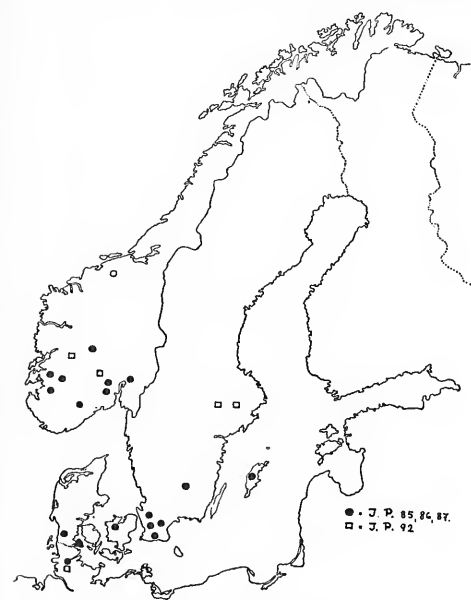 ● = J. P. 85, 86, 87.
□ = J. P. 92